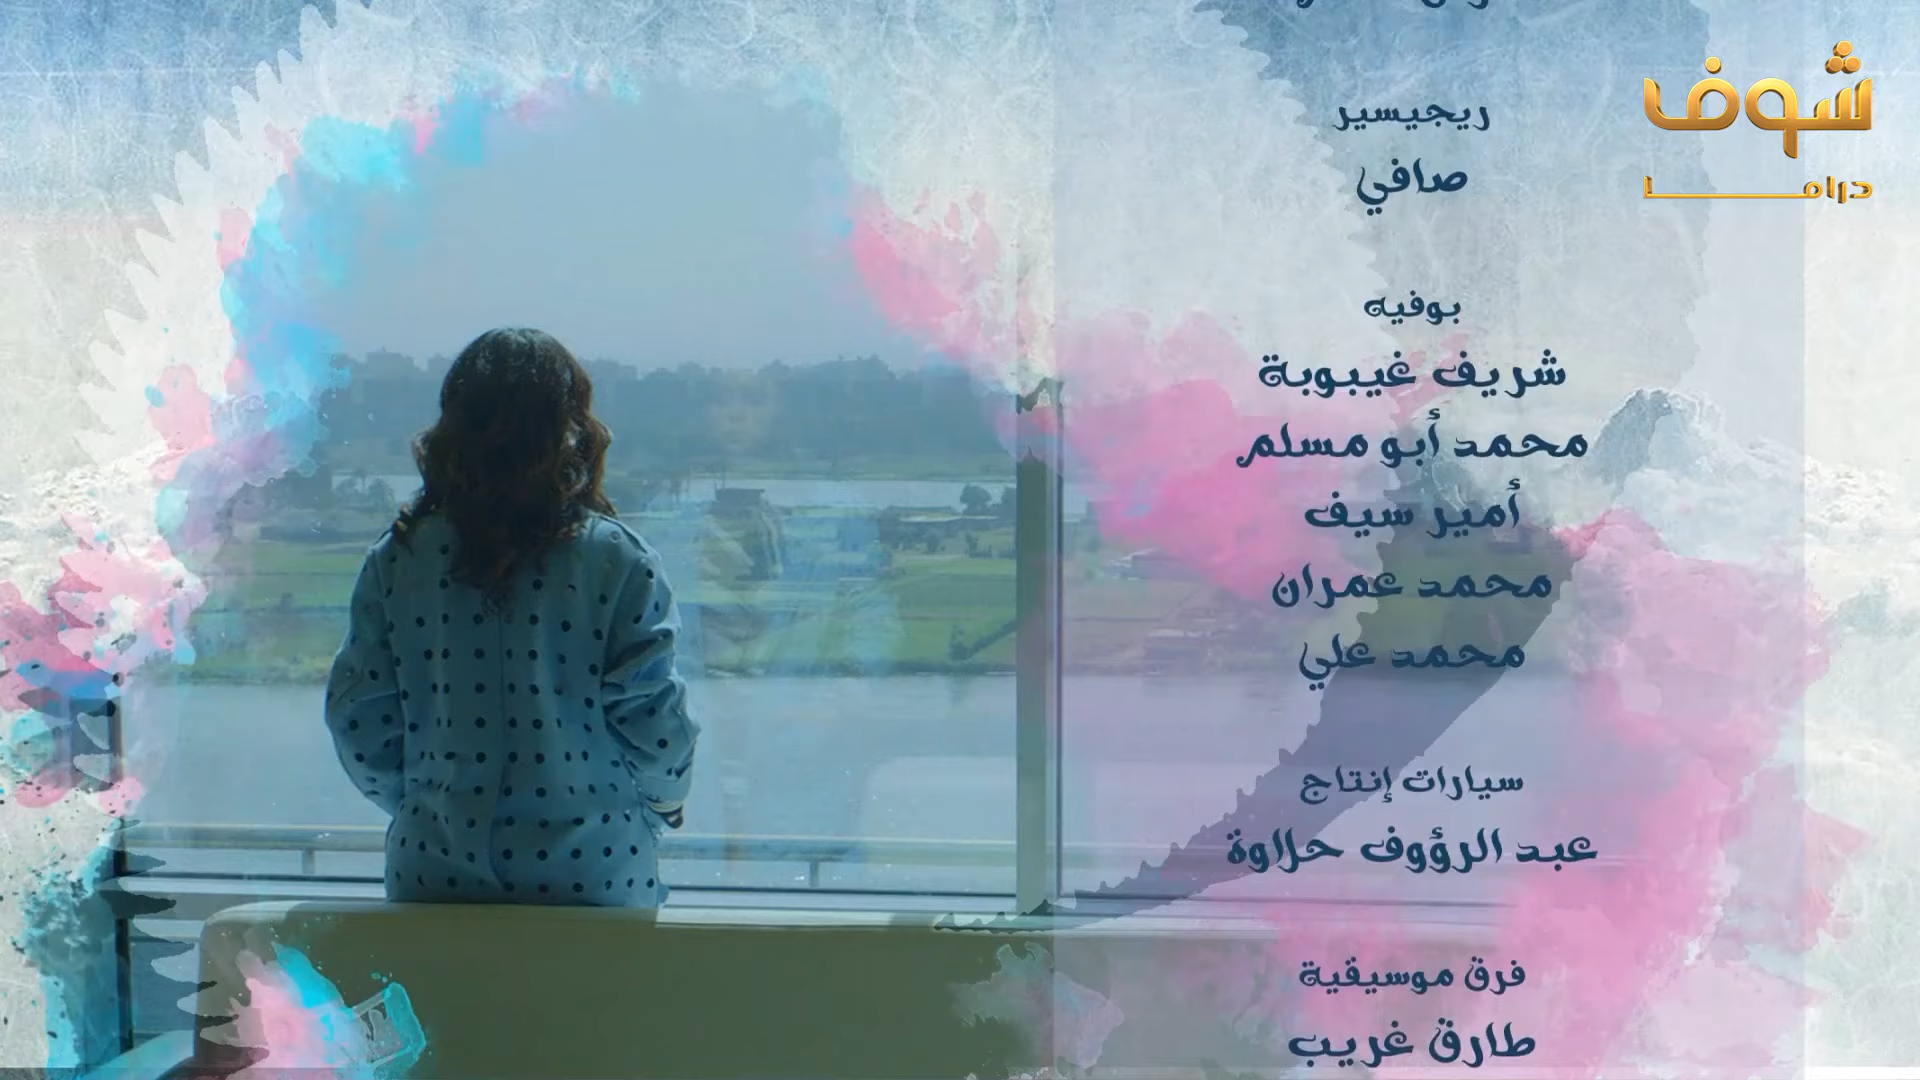 شوف
دراما
ريجيسير
صافي
بوفيه
شريف غيبوبة
محمد أبو مسلم
أمير سيف
محمد عمران
محمد علي
سيارات إنتاج
عبد الرؤوف حلاوة
فرق موسيقية
طارق غريب